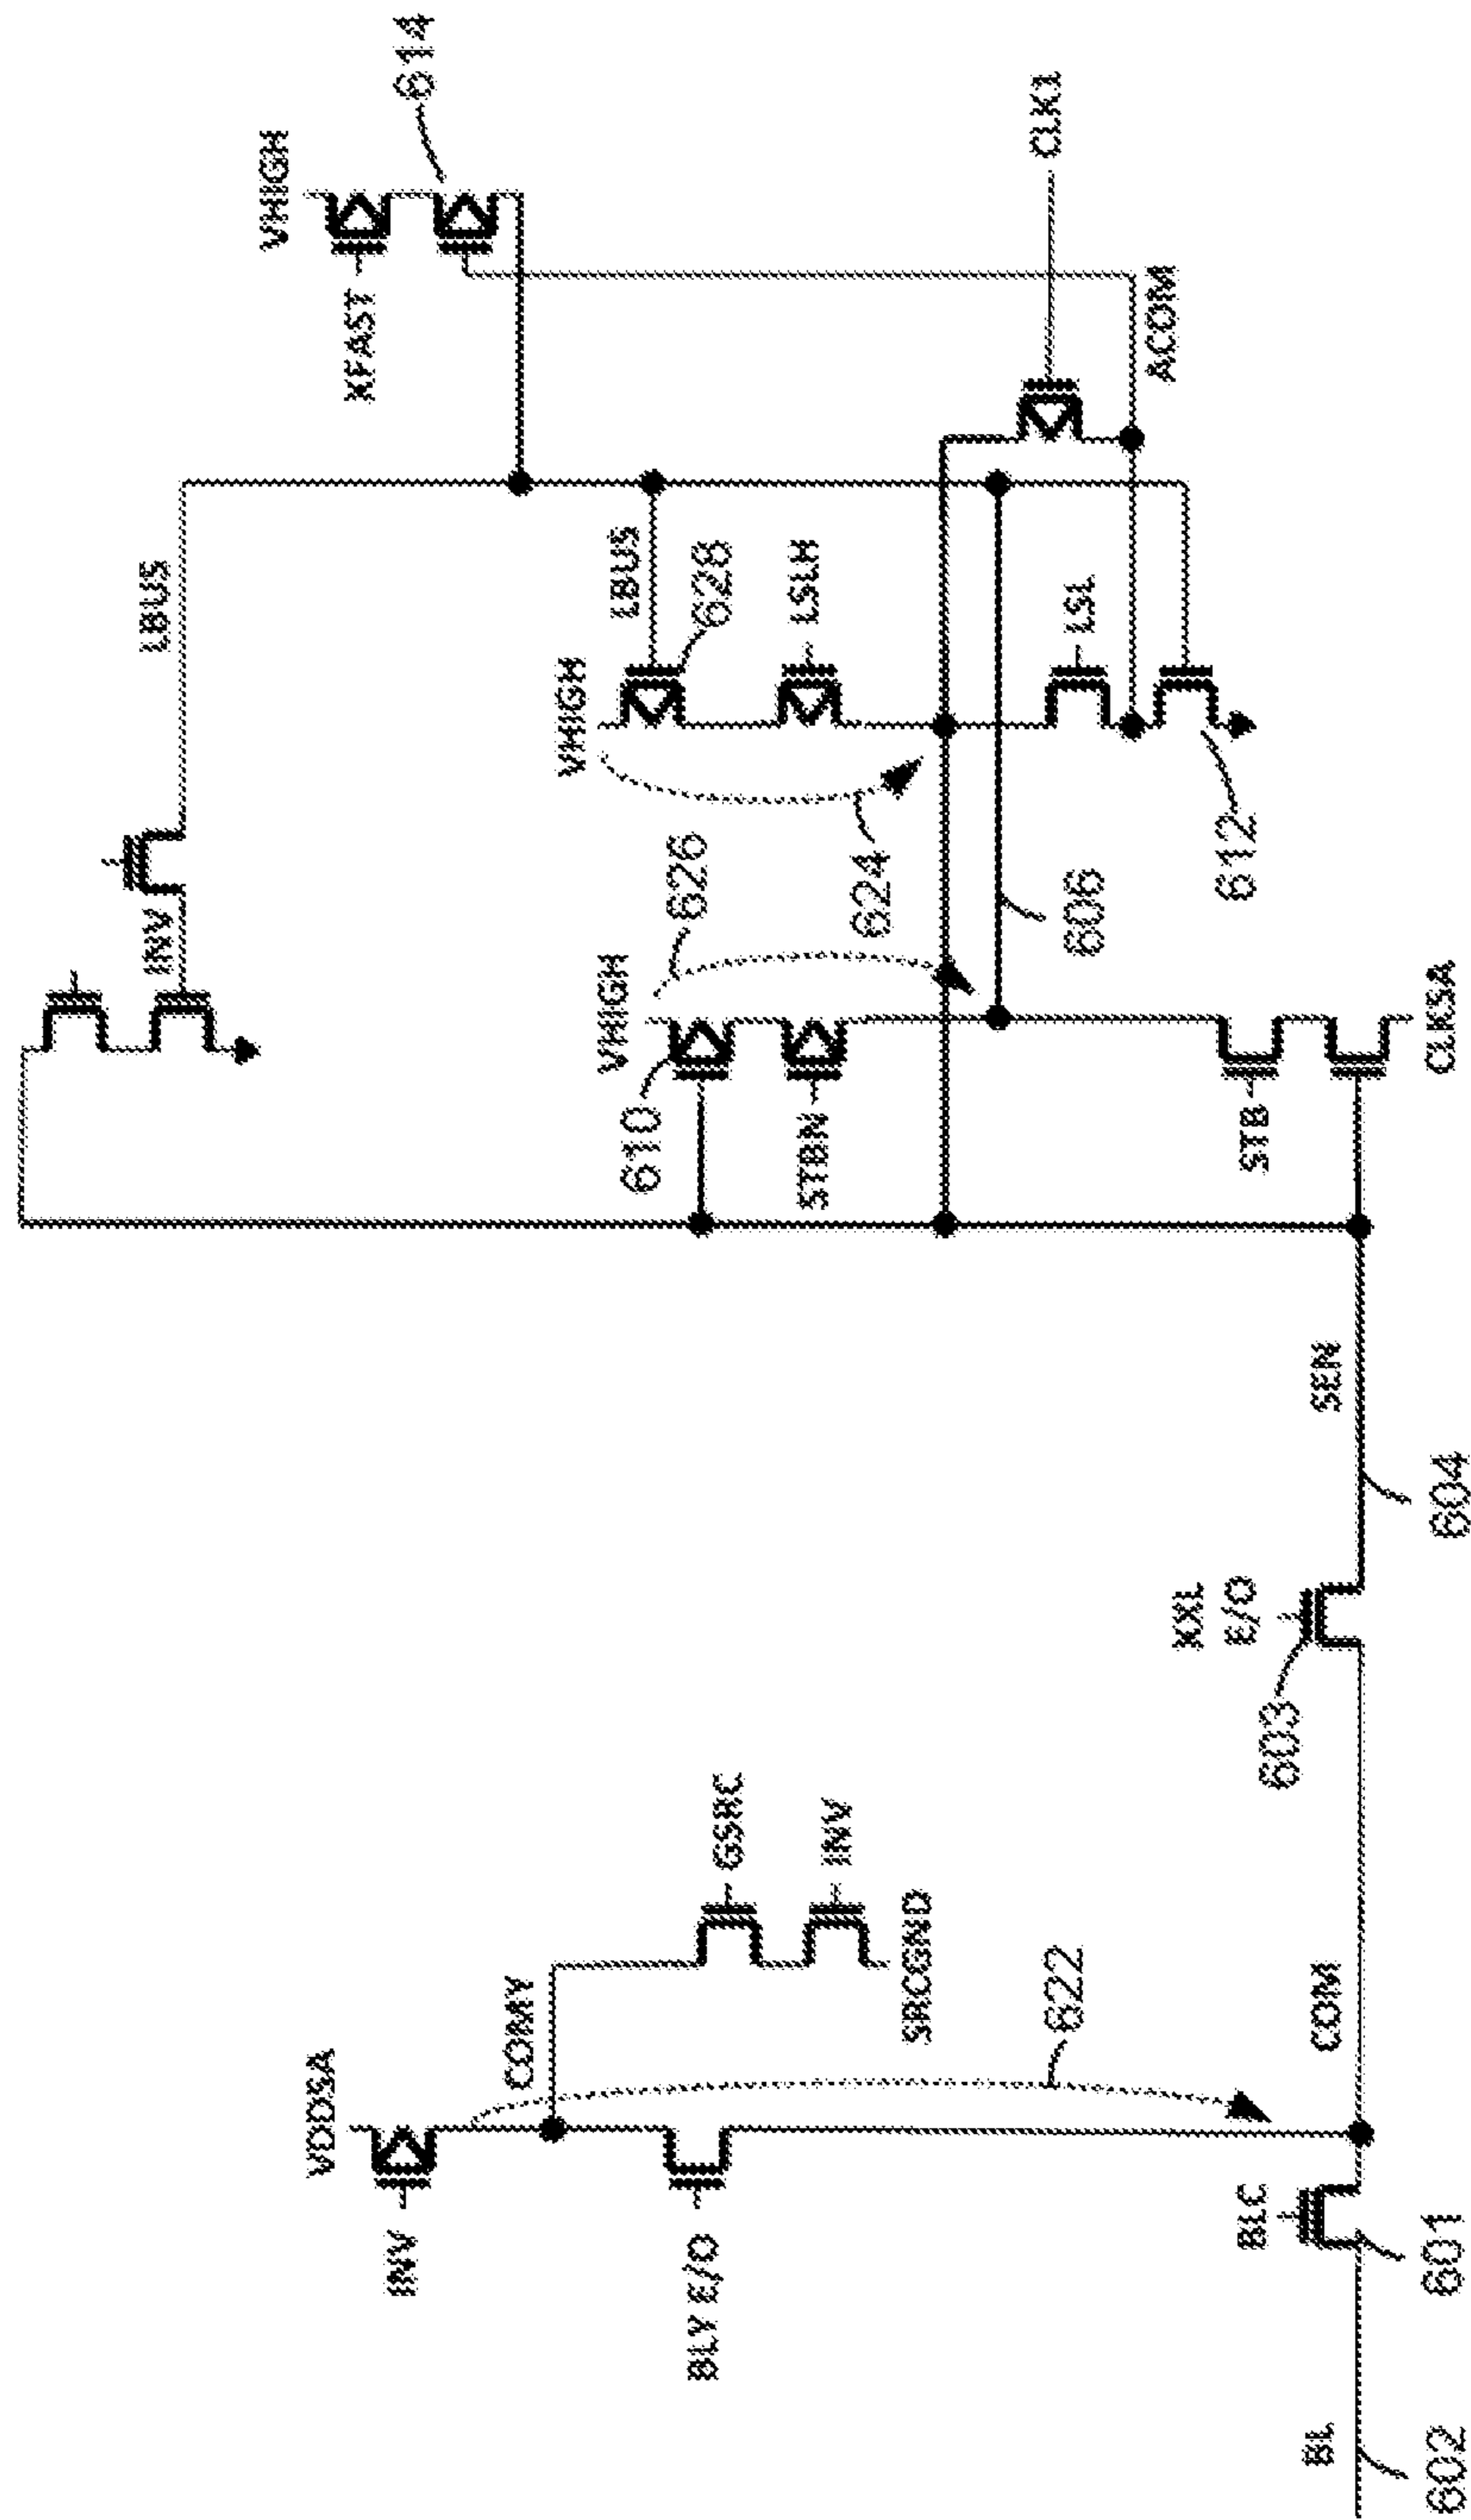 VHIGH
614
XFAST
CLK1
ACOM
LBUS
LBUS
628
LSLH
LSL
VHIGH
624
612
INV
626
606
VHIGH
610
STBN
STB
CLKSA
SEN
604
XXL
E/O
603
GSRC
INV
SRCGND
COMY
622
COM
VDDSA
INV
BLY E/O
BLC
601
BL
602